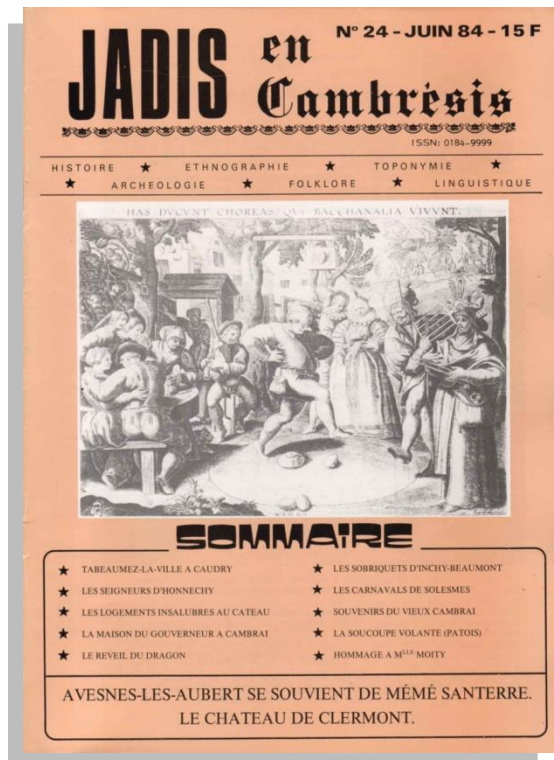 N° 24 - JUIN 84 - 15 F
JADIS en
Cambrésis
ISSN: 0184-9999
HISTOIRE ★ ETHNOGRAPHIE ★ TOPONYMIE ★
★ ARCHEOLOGIE ★ FOLKLORE ★ LINGUISTIQUE
HAS DVCVNT CHOREAS, QVI BACCHANALIA VIVVNT.
SOMMAIRE
★ TABEAUMEZ-LA-VILLE A CAUDRY
★ LES SEIGNEURS D'HONNECHY
★ LES LOGEMENTS INSALUBRES AU CATEAU
★ LA MAISON DU GOUVERNEUR A CAMBRAI
★ LE REVEIL DU DRAGON
★ LES SOBRIQUETS D'INCHY-BEAUMONT
★ LES CARNAVALS DE SOLESMES
★ SOUVENIRS DU VIEUX CAMBRAI
★ LA SOUCOUPE VOLANTE (PATOIS)
★ HOMMAGE A MLLE MOITY
AVESNES-LES-AUBERT SE SOUVIENT DE MÉMÉ SANTERRE.
LE CHATEAU DE CLERMONT.